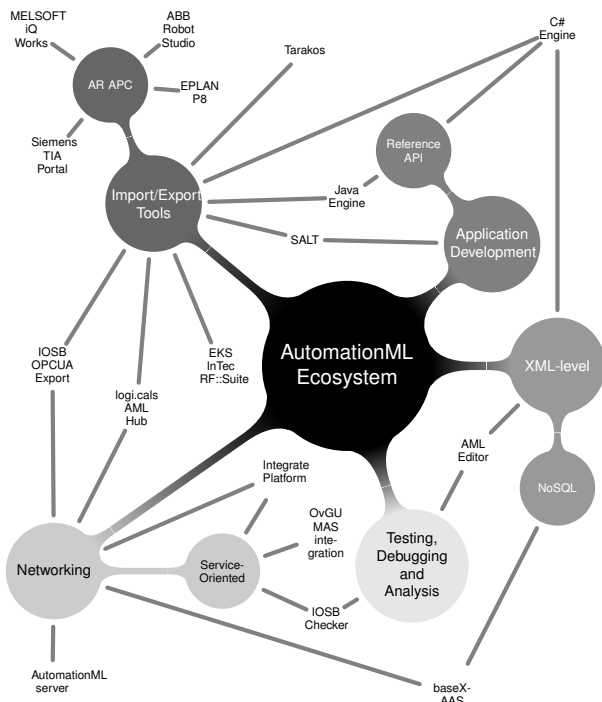 MELSOFT
iQ
Works
ABB
Robot
Studio
AR APC
EPLAN
P8
Siemens
TIA
Portal
Tarakos
C#
Engine
Reference
API
Import/Export
Tools
Java
Engine
SALT
Application
Development
AutomationML
Ecosystem
XML-level
IOSB
OPCUA
Export
logi.cals
AML
Hub
EKS
InTec
RF::Suite
AML
Editor
NoSQL
Integrate
Platform
OvGU
MAS
inte-
gration
Testing,
Debugging
and
Analysis
Networking
Service-
Oriented
IOSB
Checker
AutomationML
server
baseX-
AAS